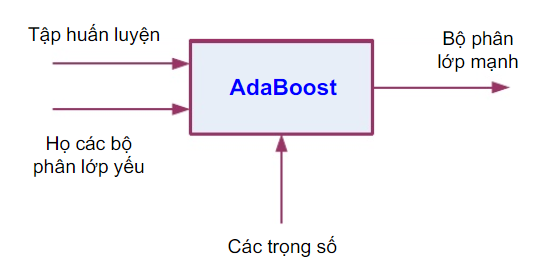 Tập huấn luyện
Bộ phân
lớp mạnh
AdaBoost
Họ các bộ
phân lớp yếu
Các trọng số